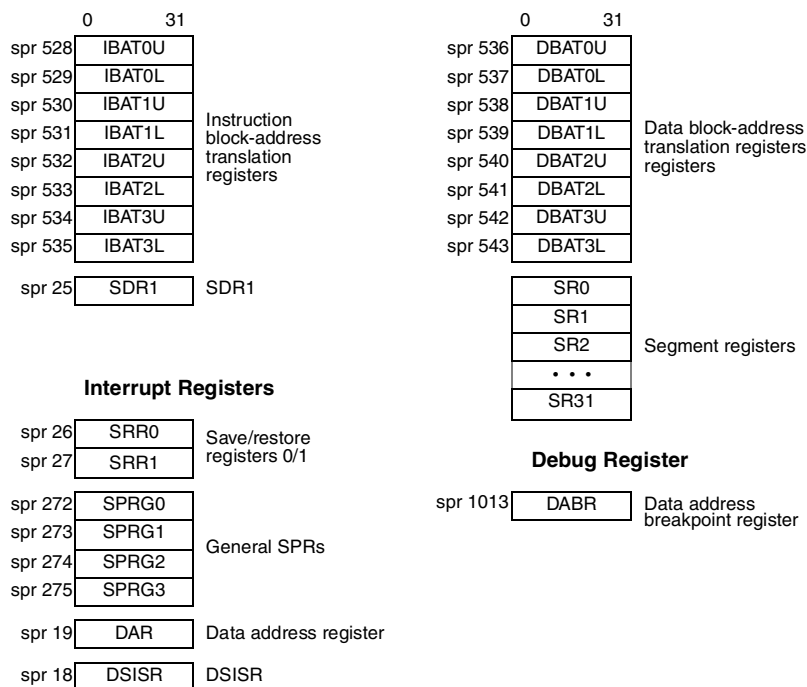 0 31
spr 528 IBAT0U
spr 529 IBAT0L
spr 530 IBAT1U
spr 531 IBAT1L
spr 532 IBAT2U
spr 533 IBAT2L
spr 534 IBAT3U
spr 535 IBAT3L
Instruction
block-address
translation
registers
spr 25 SDR1 SDR1
Interrupt Registers
spr 26 SRR0
spr 27 SRR1
Save/restore
registers 0/1
spr 272 SPRG0
spr 273 SPRG1
spr 274 SPRG2
spr 275 SPRG3
General SPRs
spr 19 DAR Data address register
spr 18 DSISR DSISR
0 31
spr 536 DBAT0U
spr 537 DBAT0L
spr 538 DBAT1U
spr 539 DBAT1L
spr 540 DBAT2U
spr 541 DBAT2L
spr 542 DBAT3U
spr 543 DBAT3L
Data block-address
translation registers
registers
SR0
SR1
SR2
• • •
SR31
Segment registers
Debug Register
spr 1013 DABR
Data address
breakpoint register